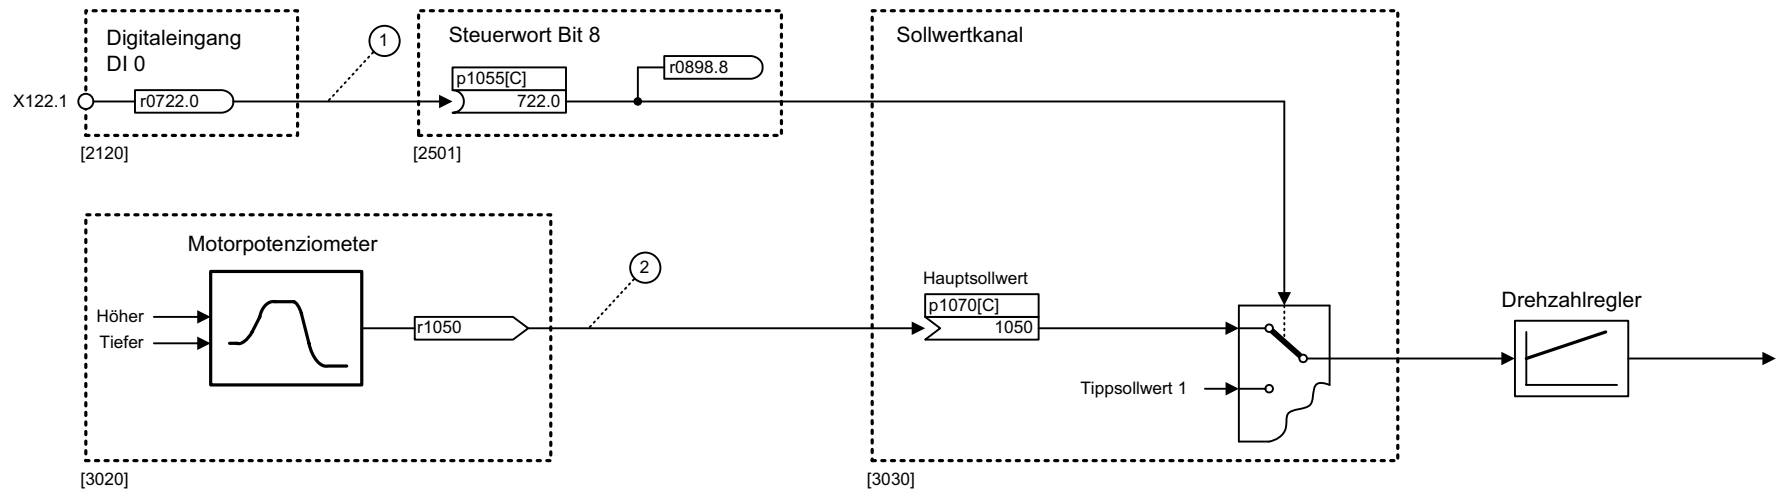 Digitaleingang
DI 0
X122.1
r0722.0
[2120]
1
Steuerwort Bit 8
p1055[C]
722.0
r0898.8
[2501]
Sollwertkanal
Motorpotenziometer
Höher
Tiefer
r1050
[3020]
2
Hauptsollwert
p1070[C]
1050
Tippsollwert 1
[3030]
Drehzahlregler